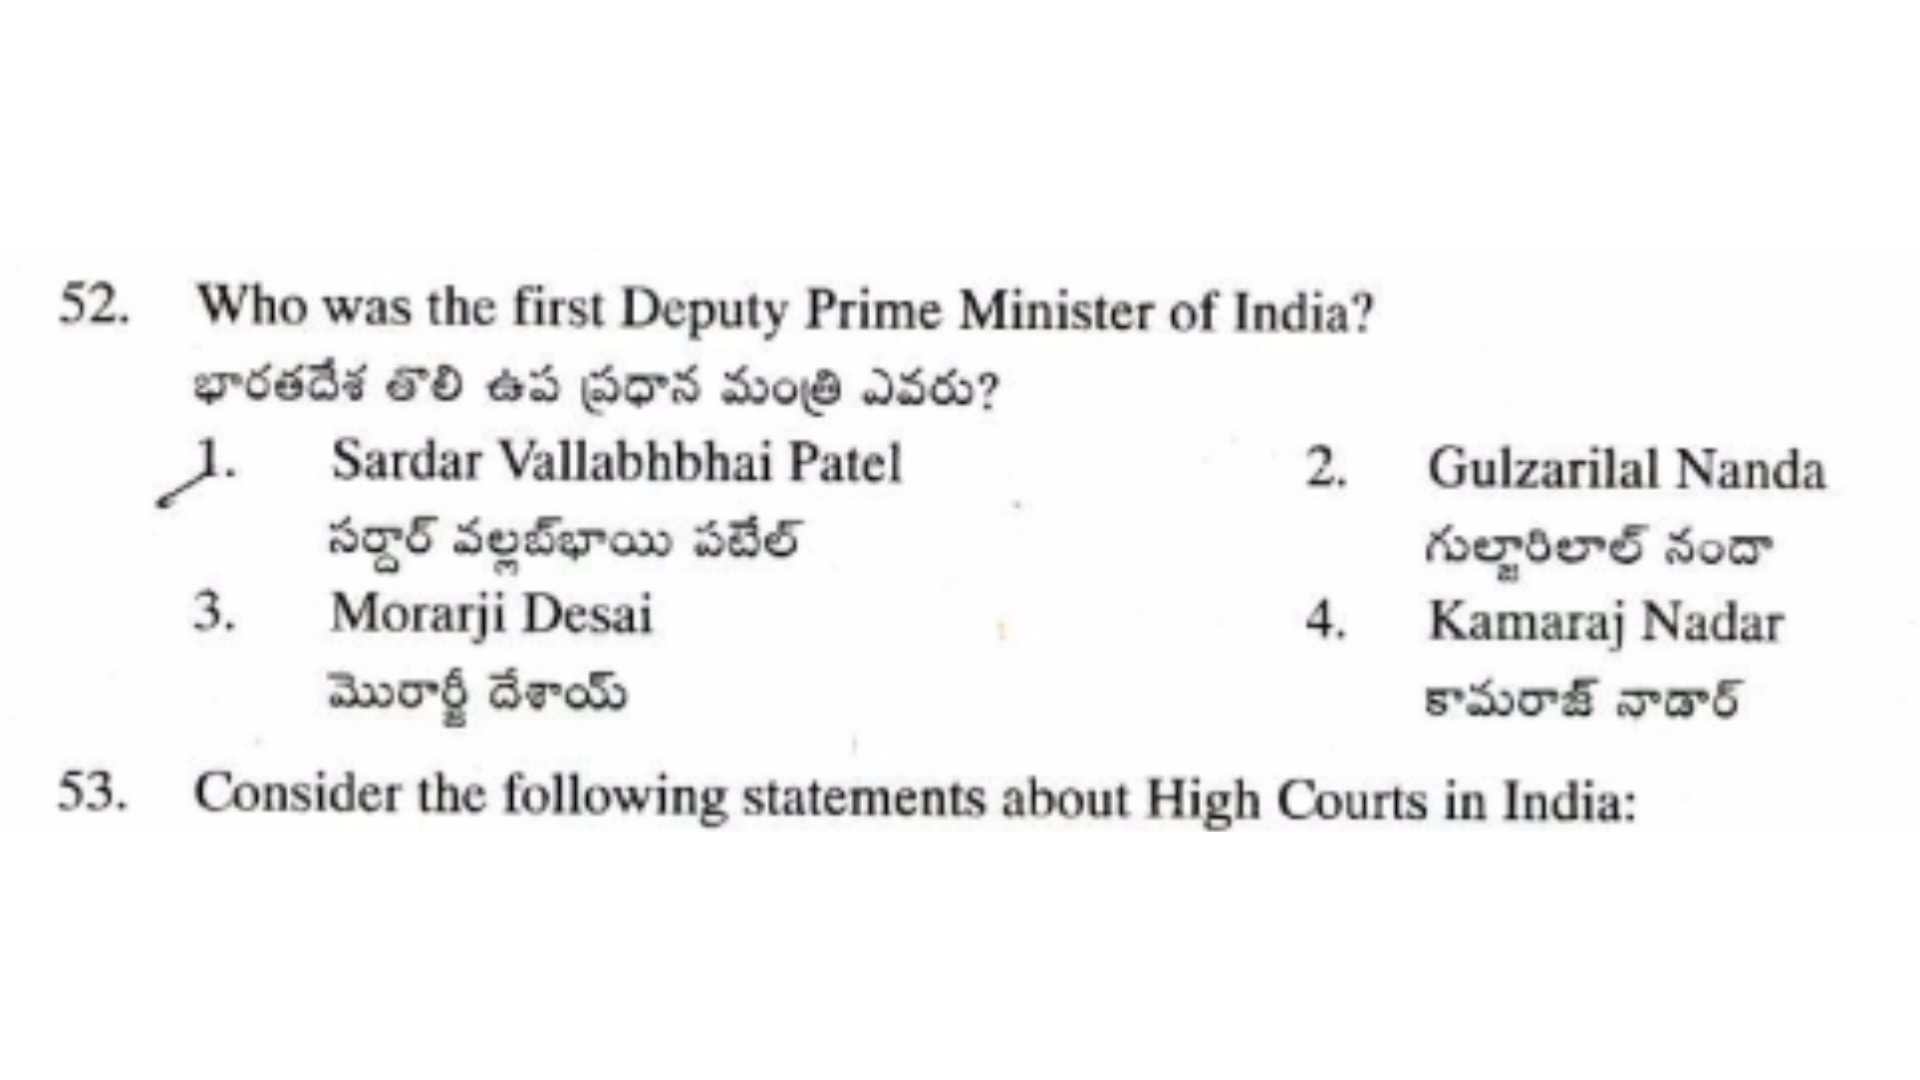 52. Who was the first Deputy Prime Minister of India?
భారతదేశ తొలి ఉప ప్రధాన మంత్రి ఎవరు?
1. Sardar Vallabhbhai Patel 2. Gulzarilal Nanda
సర్దార్ వల్లబ్‌భాయి పటేల్ గుల్జారిలాల్ నందా
3. Morarji Desai 4. Kamaraj Nadar
మొరార్జీ దేశాయ్ కామరాజ్ నాడార్
53. Consider the following statements about High Courts in India: